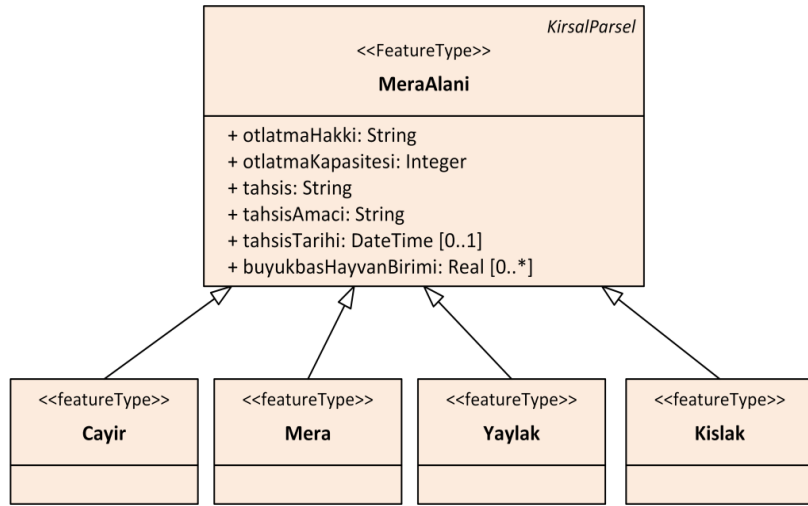 KirsalParsel
<<FeatureType>>
MeraAlani
+ otlatmaHakki: String
+ otlatmaKapasitesi: Integer
+ tahsis: String
+ tahsisAmaci: String
+ tahsisTarihi: DateTime [0..1]
+ buyukbasHayvanBirimi: Real [0..*]
<<featureType>>
Cayir
<<featureType>>
Mera
<<featureType>>
Yaylak
<<featureType>>
Kislak